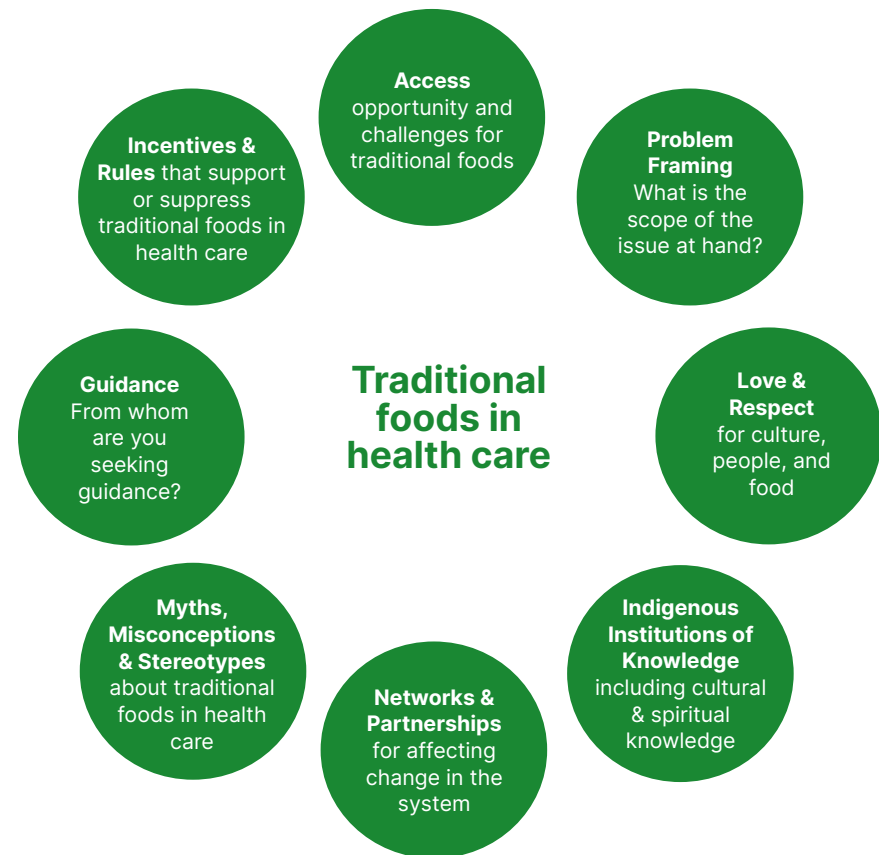 Access
opportunity and
challenges for
traditional foods
Problem
Framing
What is the
scope of the
issue at hand?
Love &
Respect
for culture,
people, and
food
Indigenous
Institutions of
Knowledge
including cultural
& spiritual
knowledge
Networks &
Partnerships
for affecting
change in the
system
Myths,
Misconceptions
& Stereotypes
about traditional
foods in health
care
Guidance
From whom
are you
seeking
guidance?
Incentives &
Rules that support
or suppress
traditional foods in
health care
Traditional
foods in
health care